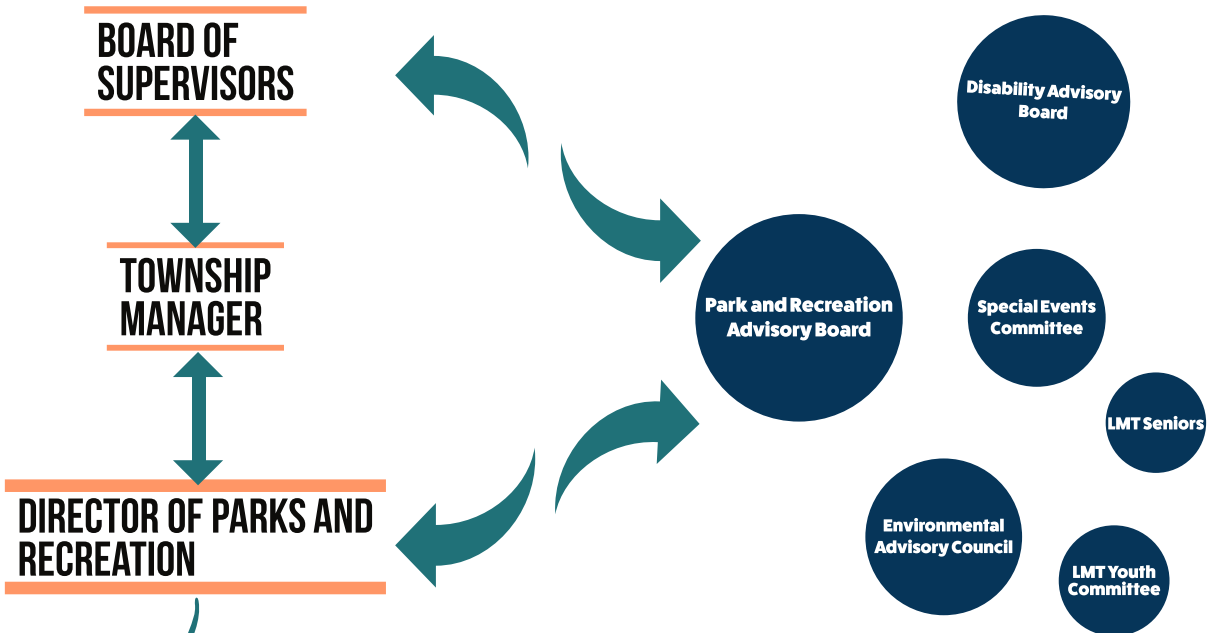 BOARD OF
SUPERVISORS
TOWNSHIP
MANAGER
DIRECTOR OF PARKS AND
RECREATION
Park and Recreation
Advisory Board
Disability Advisory
Board
Special Events
Committee
LMT Seniors
Environmental
Advisory Council
LMT Youth
Committee